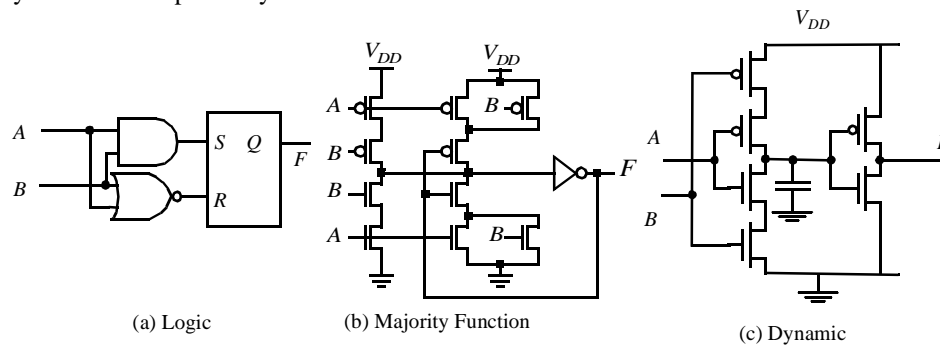 V_DD V_DD V_DD
A B
A B S Q F R
B B F
B
A B
A
B
(a) Logic
(b) Majority Function
(c) Dynamic